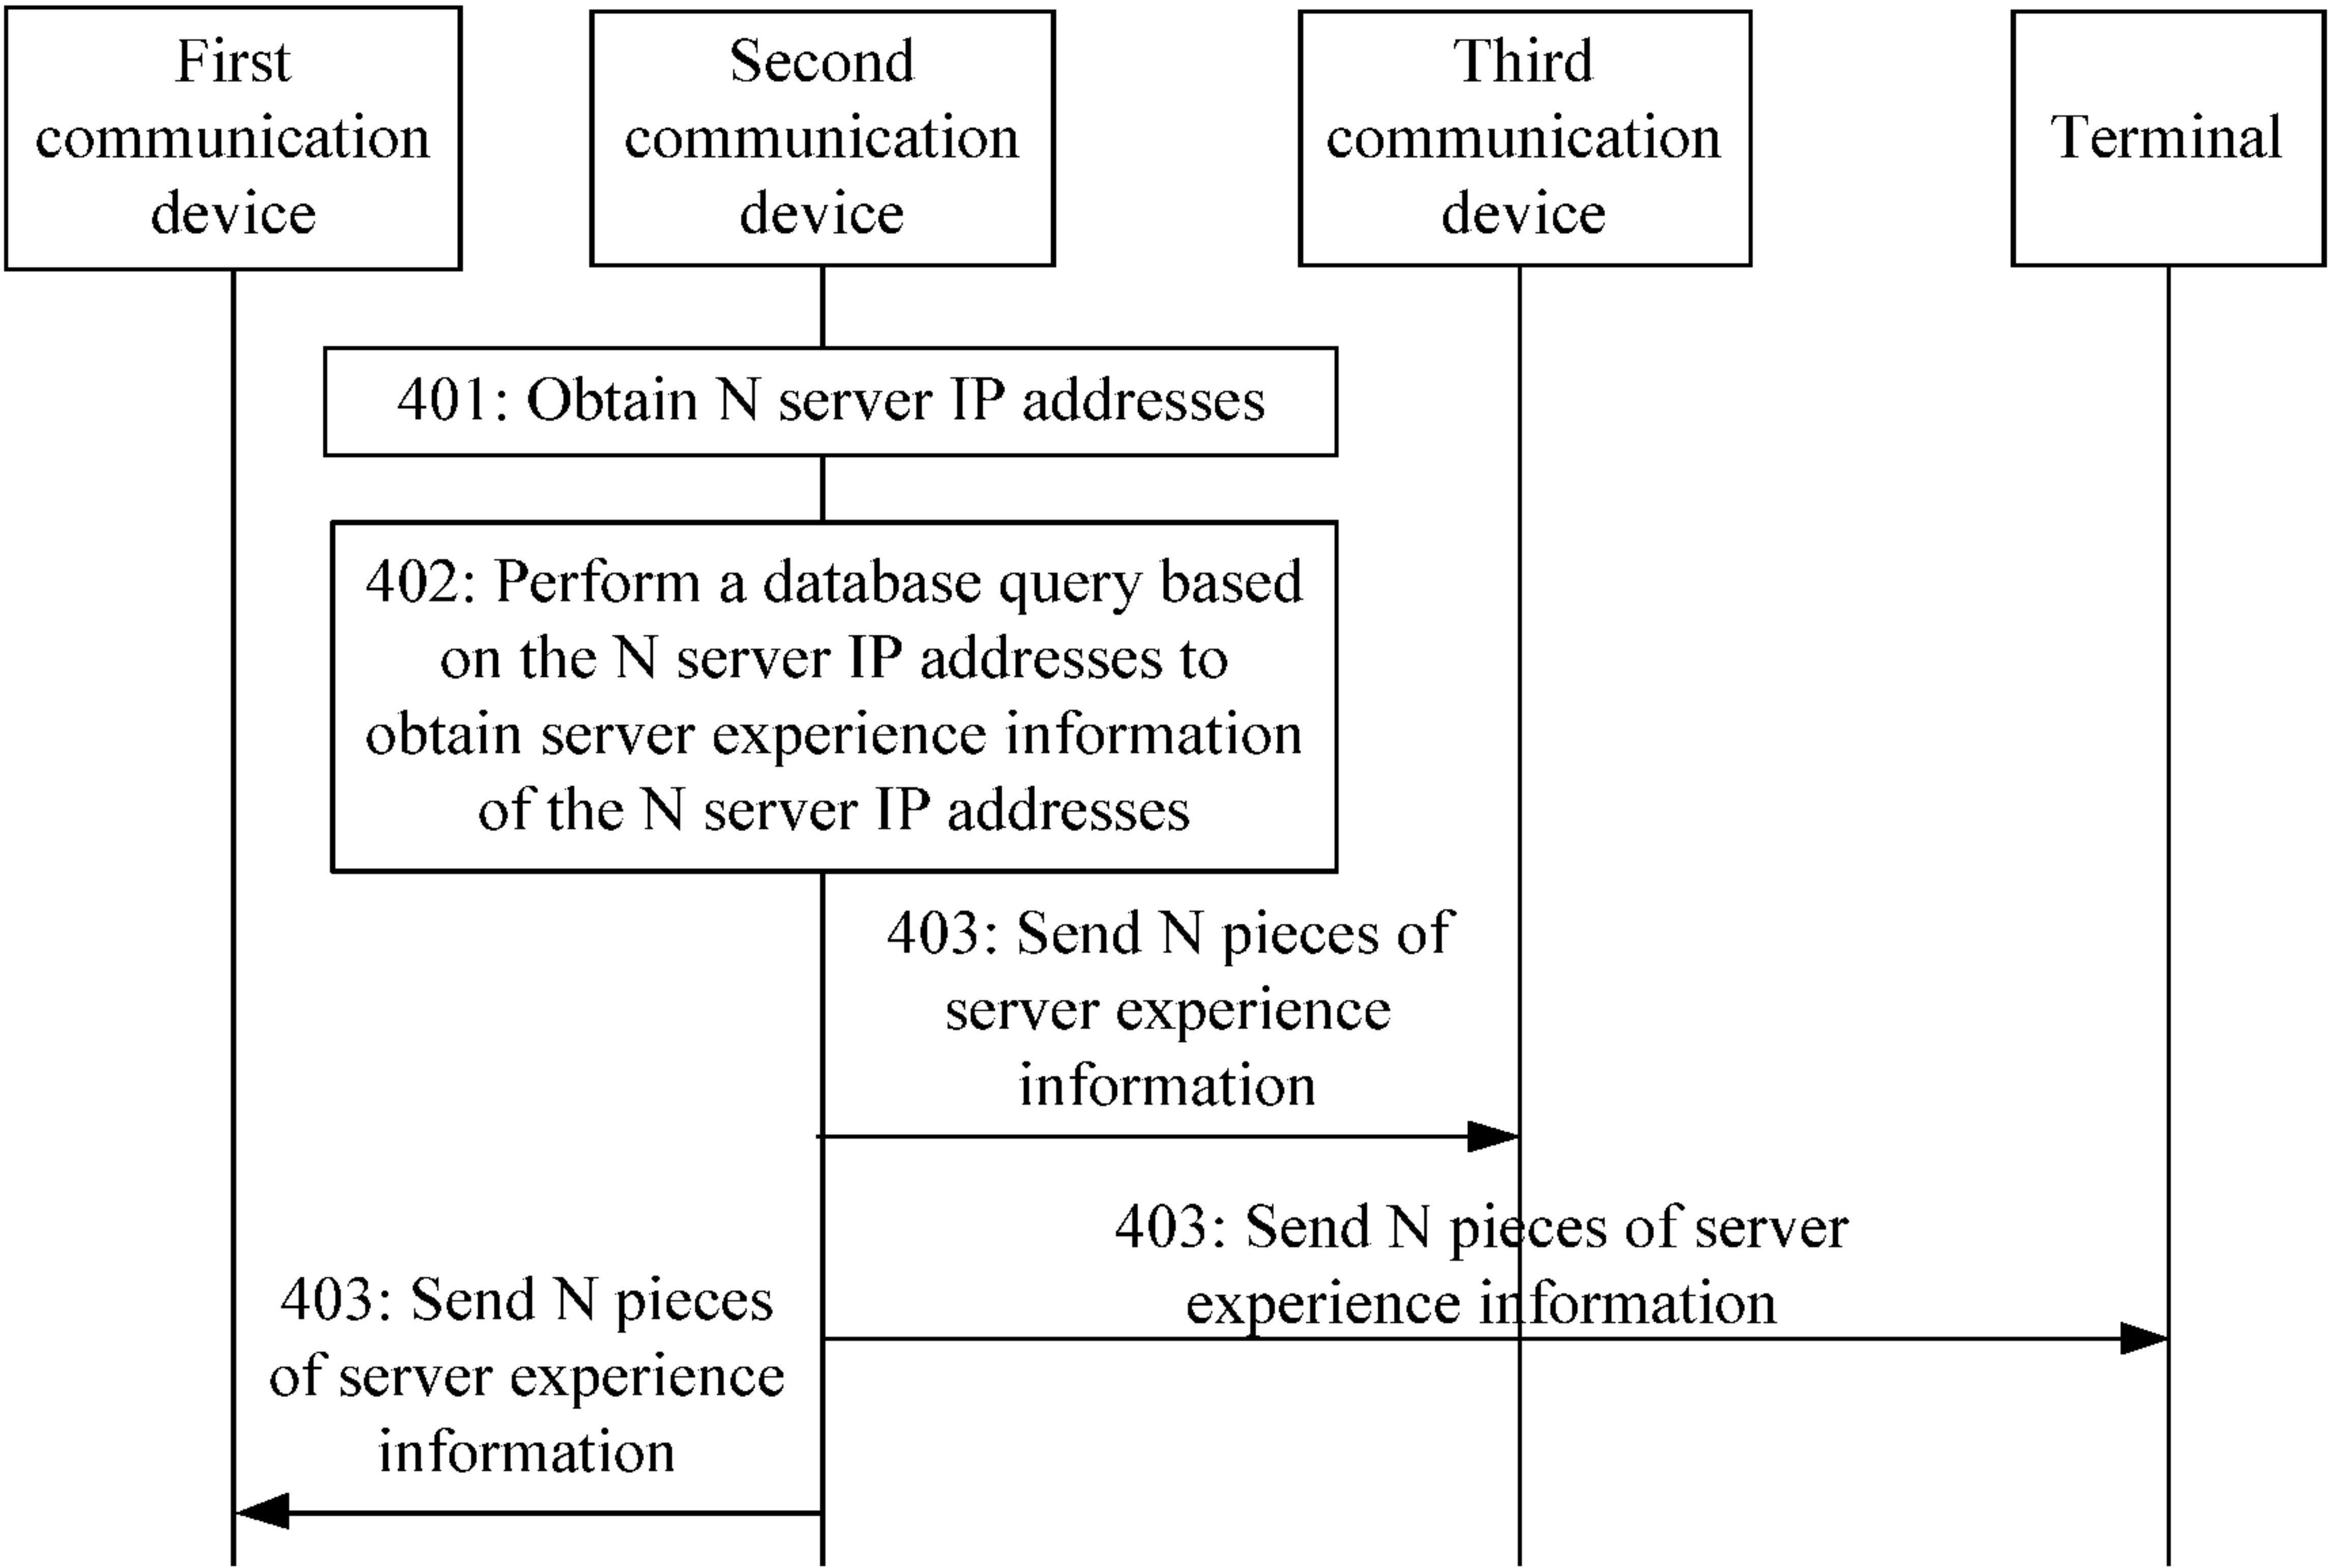 First
communication
device
Second
communication
device
Third
communication
device
Terminal
401: Obtain N server IP addresses
402: Perform a database query based
on the N server IP addresses to
obtain server experience information
of the N server IP addresses
403: Send N pieces of
server experience
information
403: Send N pieces of server
experience information
403: Send N pieces
of server experience
information